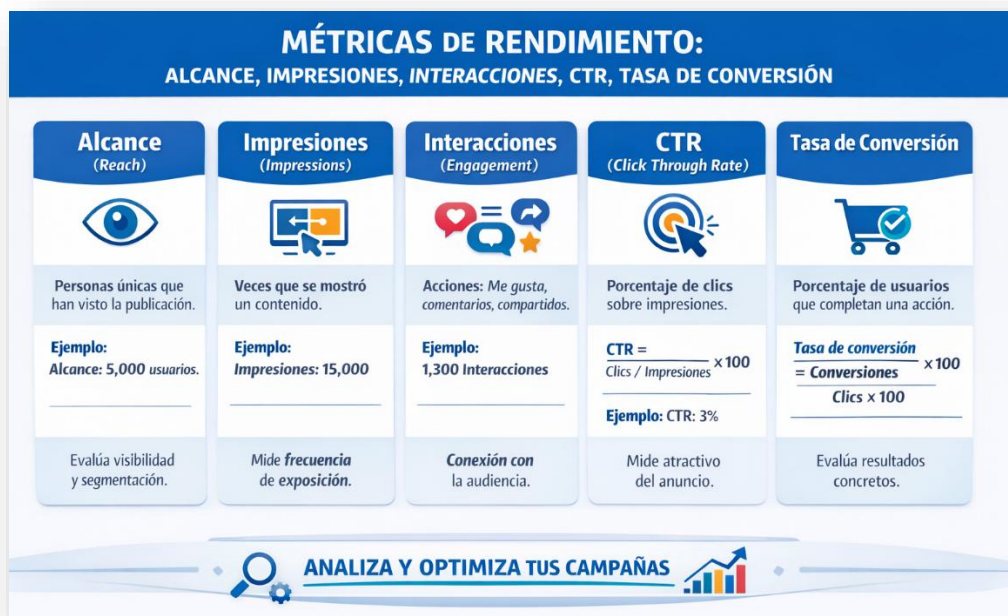 MÉTRICAS DE RENDIMIENTO:
ALCANCE, IMPRESIONES, INTERACCIONES, CTR, TASA DE CONVERSIÓN
Alcance
(Reach)
Personas únicas que
han visto la publicación.
Ejemplo:
Alcance: 5,000 usuarios.
Evalúa visibilidad
y segmentación.
Impresiones
(Impressions)
Veces que se mostró
un contenido.
Ejemplo:
Impresiones: 15,000
Mide frecuencia
de exposición.
Interacciones
(Engagement)
Acciones: Me gusta,
comentarios, compartidos.
Ejemplo:
1,300 Interacciones
Conexión con
la audiencia.
CTR
(Click Through Rate)
Porcentaje de clics
sobre impresiones.
CTR =
Clics / Impresiones × 100
Ejemplo: CTR: 3%
Mide atractivo
del anuncio.
Tasa de Conversión
Porcentaje de usuarios
que completan una acción.
Tasa de conversión
= Conversiones × 100
Clics x 100
Evalúa resultados
concretos.
ANALIZA Y OPTIMIZA TUS CAMPAÑAS